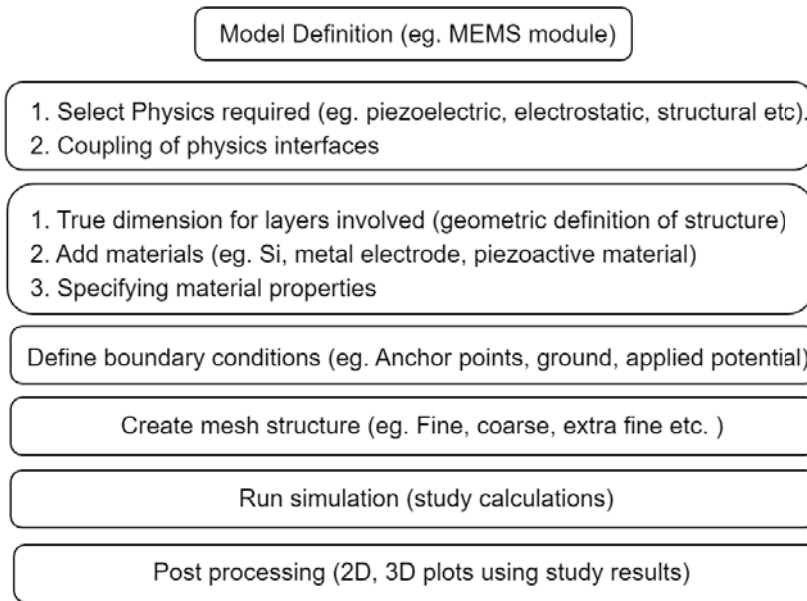 Model Definition (eg. MEMS module)
1. Select Physics required (eg. piezoelectric, electrostatic, structural etc).
2. Coupling of physics interfaces
1. True dimension for layers involved (geometric definition of structure)
2. Add materials (eg. Si, metal electrode, piezoactive material)
3. Specifying material properties
Define boundary conditions (eg. Anchor points, ground, applied potential)
Create mesh structure (eg. Fine, coarse, extra fine etc. )
Run simulation (study calculations)
Post processing (2D, 3D plots using study results)